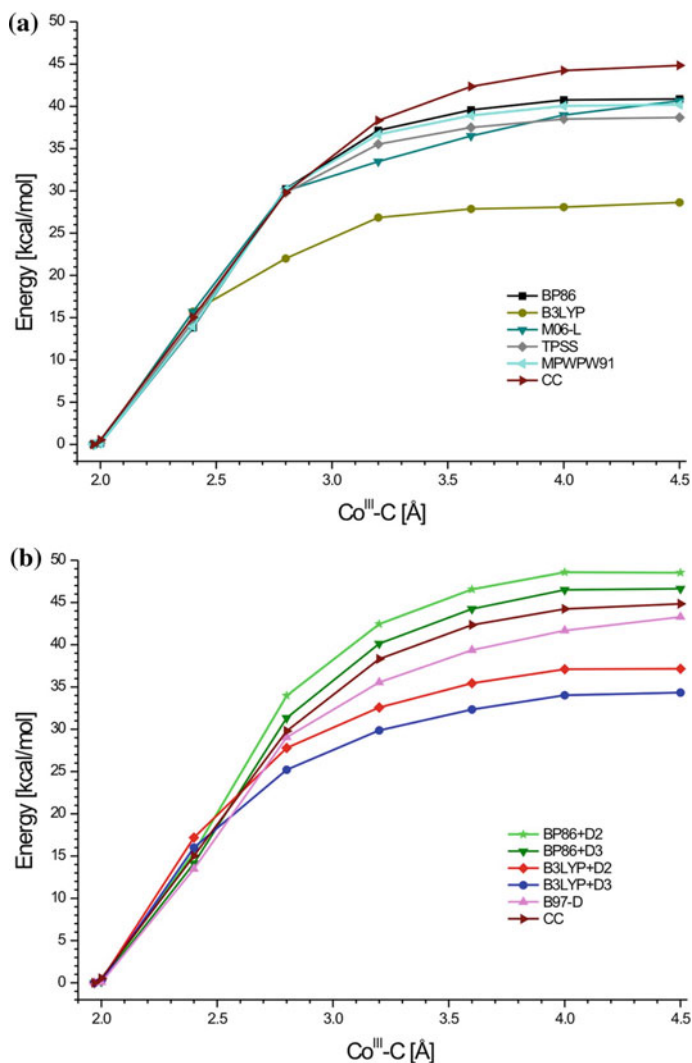 (a)
50
45
40
35
30
25
20
15
10
5
0
Energy [kcal/mol]
BP86
B3LYP
M06-L
TPSS
MPWPW91
CC
2.0 2.5 3.0 3.5 4.0 4.5
Co^III-C [Å]
(b)
50
45
40
35
30
25
20
15
10
5
0
Energy [kcal/mol]
BP86+D2
BP86+D3
B3LYP+D2
B3LYP+D3
B97-D
CC
2.0 2.5 3.0 3.5 4.0 4.5
Co^III-C [Å]